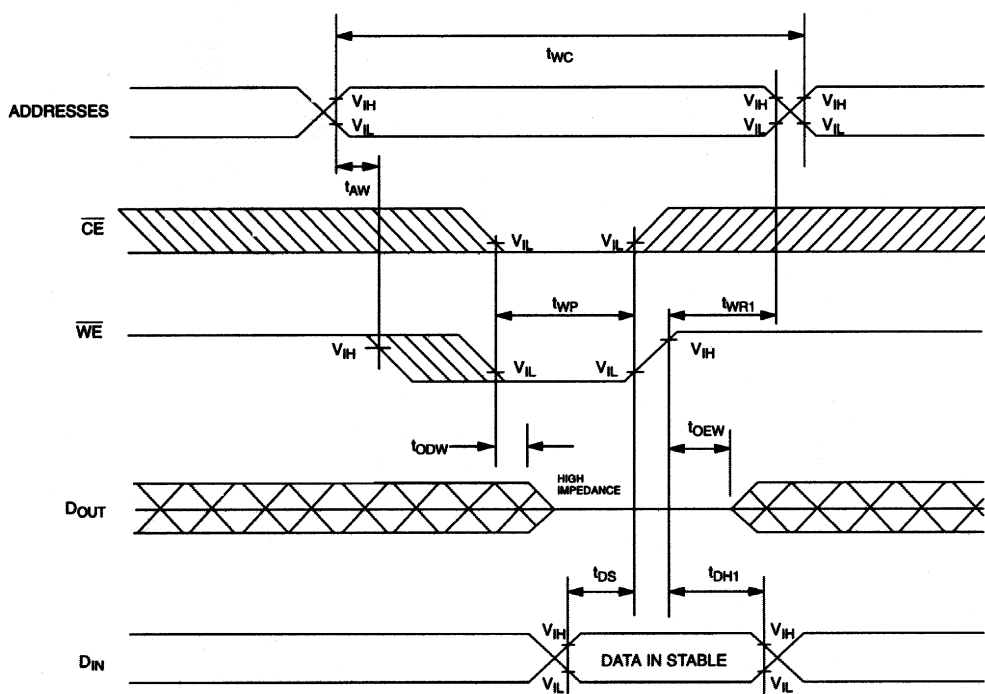 tWC
ADDRESSES
VIH VIH VIH
VIL VIL VIL
tAW
CE VIL VIL
tWP tWR1
WE
VIH VIH
VIL VIL
tODW tOEW
HIGH
IMPEDANCE
DOUT
tDS tDH1
VIH VIH
DIN DATA IN STABLE
VIL VIL